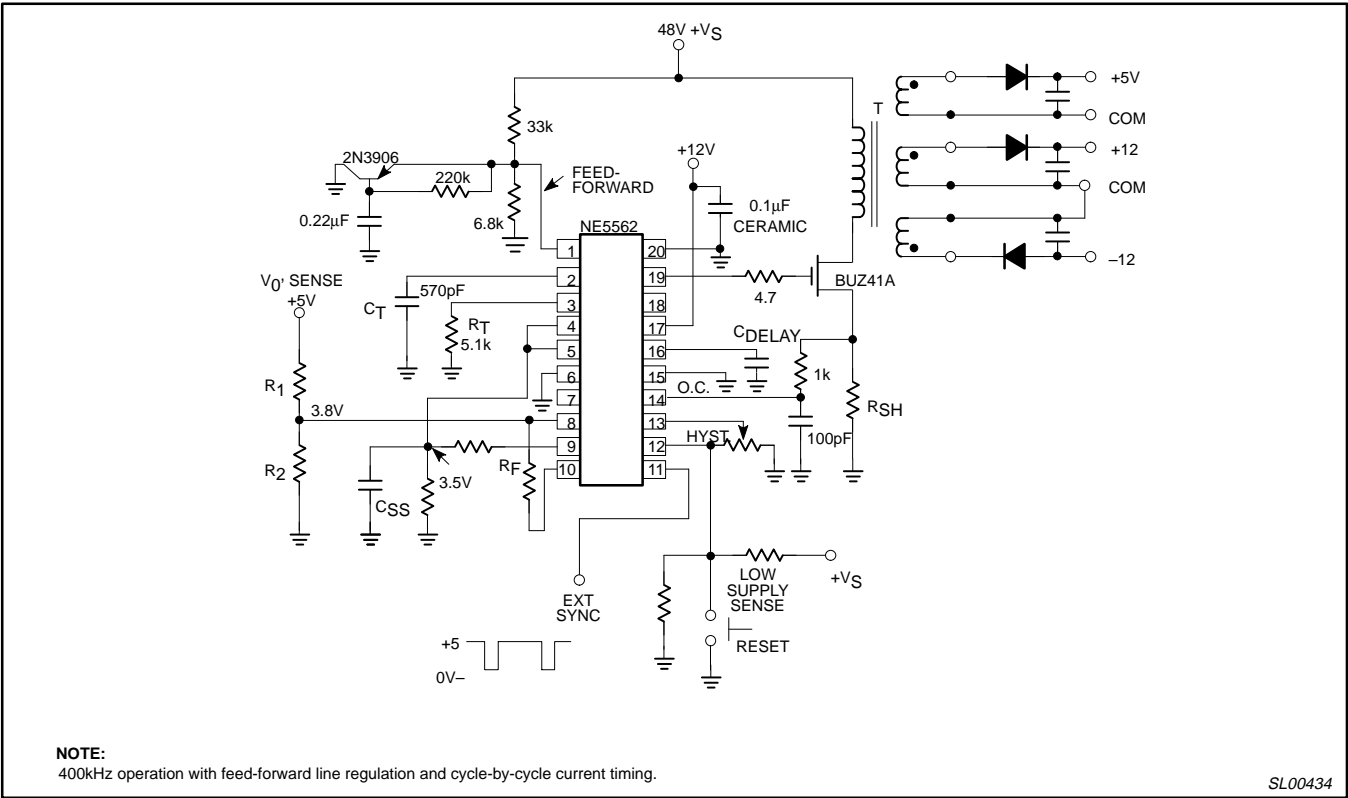 48V +VS
+5V
COM
T
33k
+12V
+12
COM
2N3906
220k
FEED-
FORWARD
0.1µF
CERAMIC
0.22µF
6.8k
NE5562
–12
1
20
BUZ41A
2
19
4.7
V0' SENSE
+5V
CT
570pF
3
18
RT
5.1k
4
17
CDELAY
5
16
6
15
1k
R1
O.C.
7
14
RSH
3.8V
8
13
100pF
HYST
9
12
R2
RF
10
11
3.5V
CSS
+VS
LOW
SUPPLY
SENSE
EXT
SYNC
RESET
+5
0V–
NOTE:
400kHz operation with feed-forward line regulation and cycle-by-cycle current timing.
SL00434